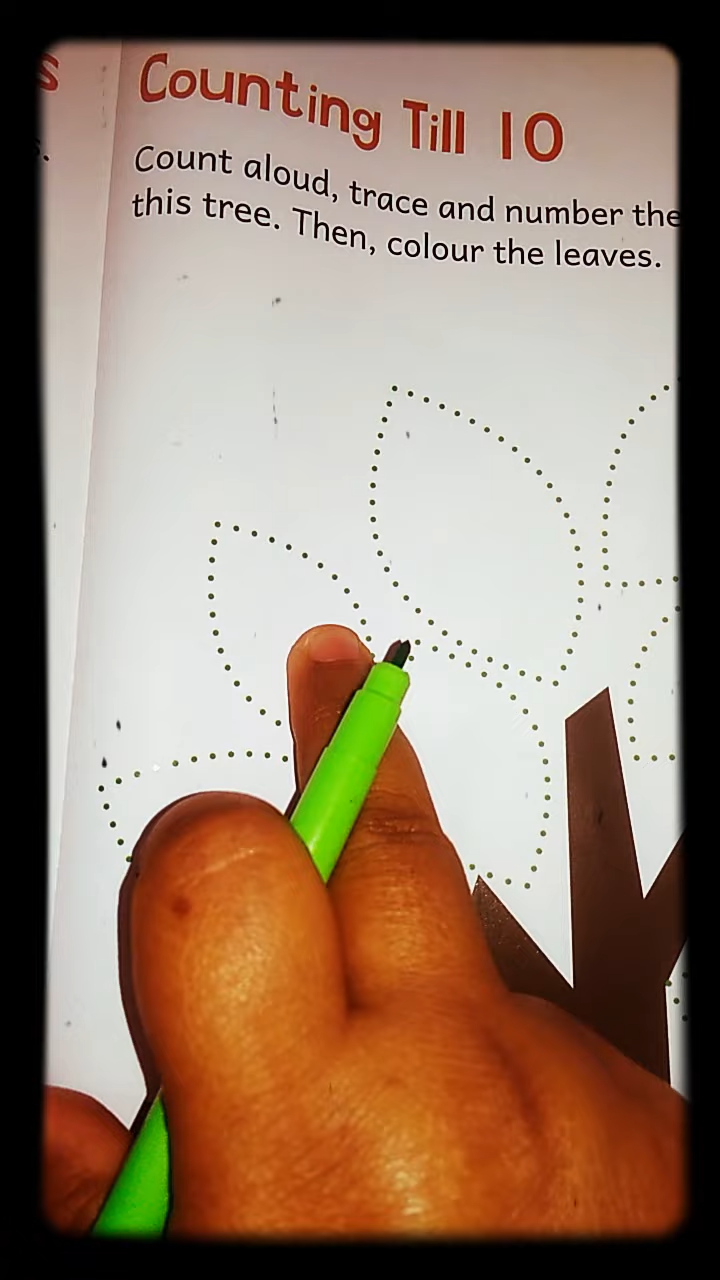 s
Counting Till 10
s.
Count aloud, trace and number the
this tree. Then, colour the leaves.